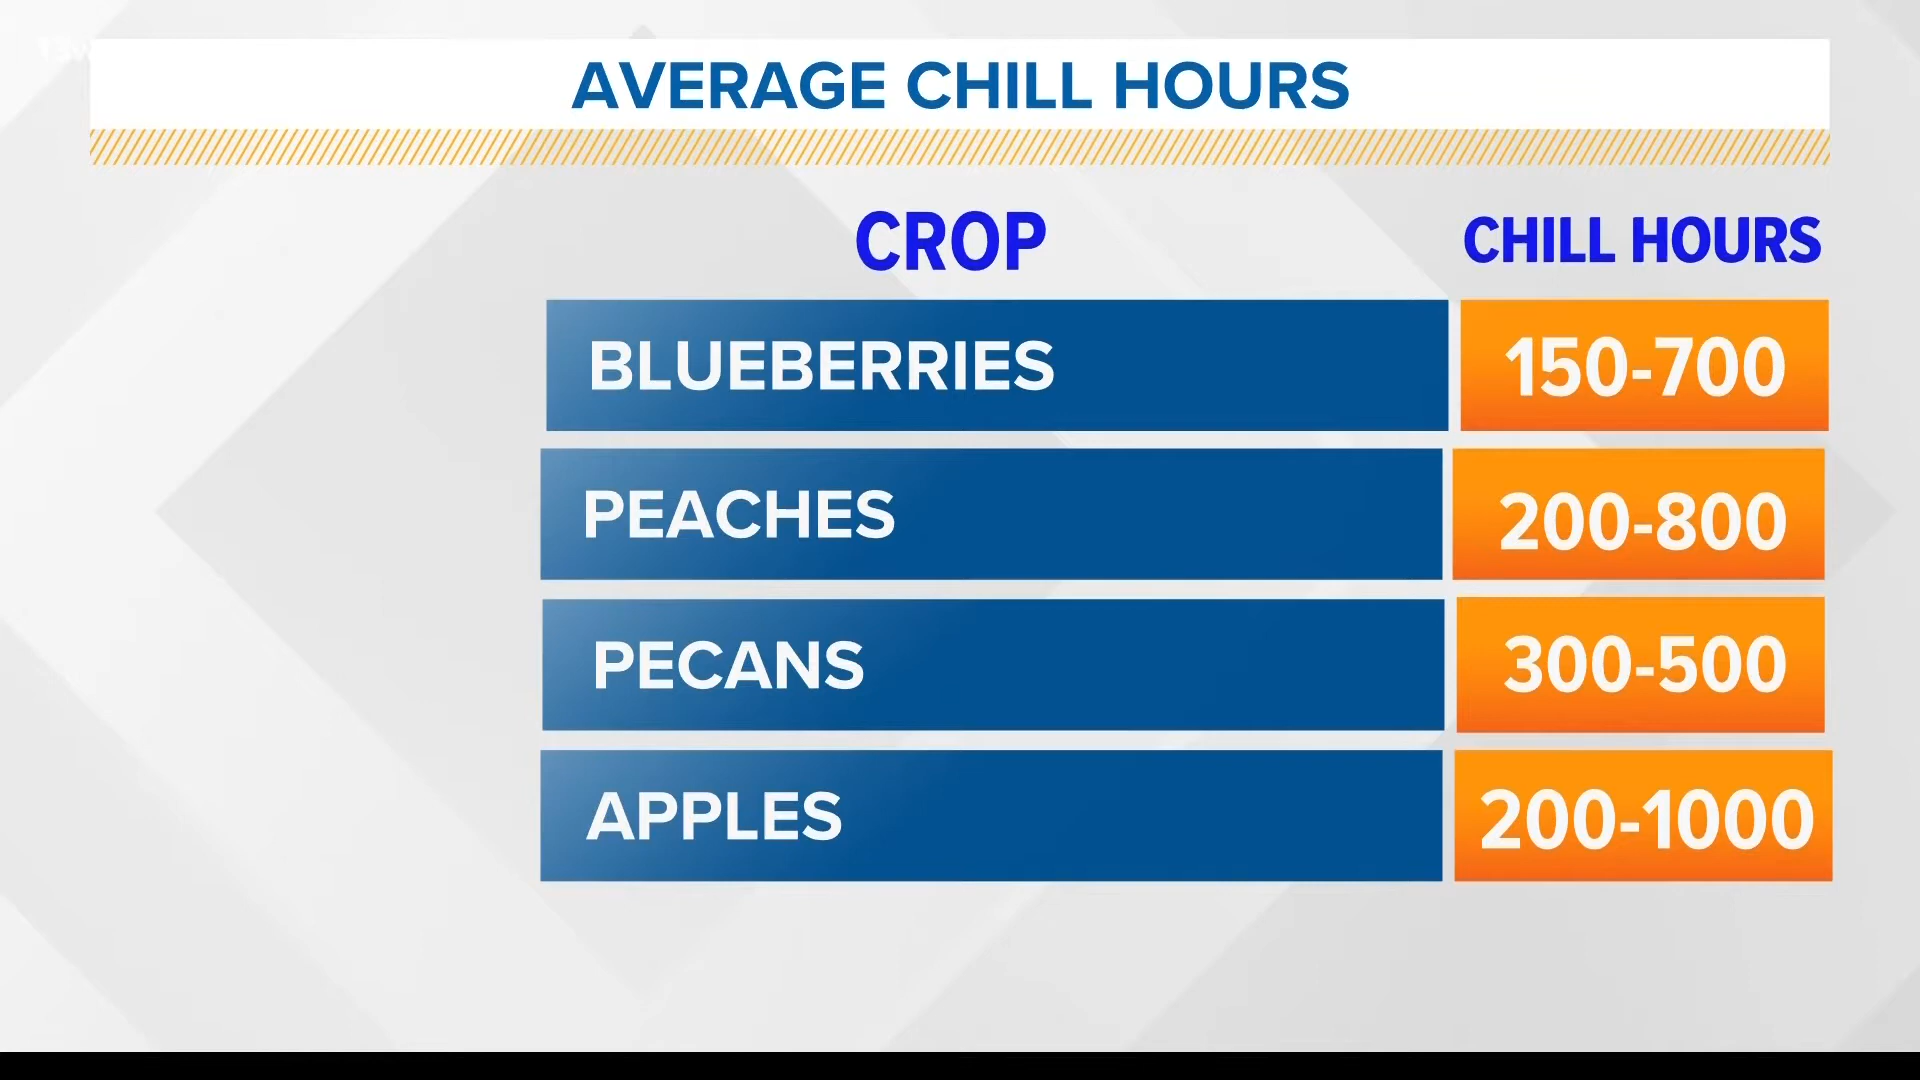 AVERAGE CHILL HOURS
CROP CHILL HOURS
BLUEBERRIES 150-700
PEACHES 200-800
PECANS 300-500
APPLES 200-1000